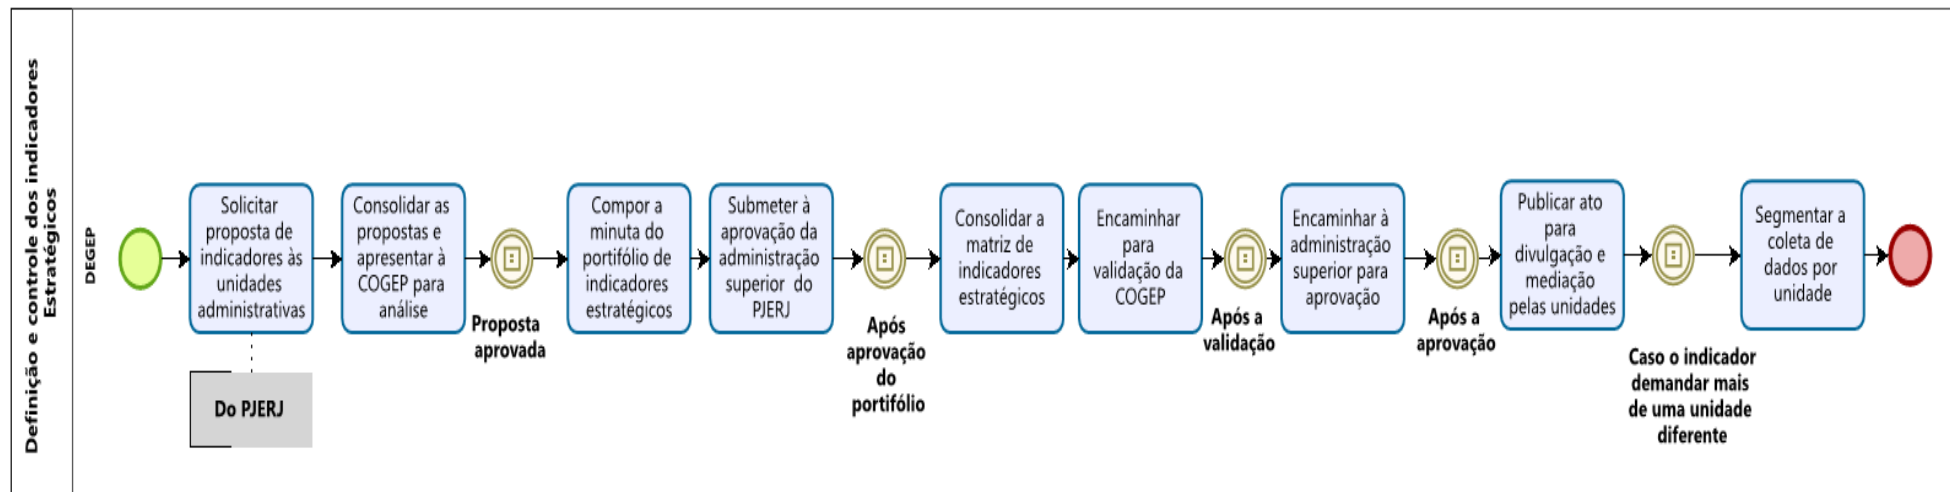 Definição e controle dos indicadores
Estratégicos
DEGEP
Solicitar
proposta de
indicadores às
unidades
administrativas
Do PJERJ
Consolidar as
propostas e
apresentar à
COGEP para
análise
Proposta
aprovada
Compor a
minuta do
portifólio de
indicadores
estratégicos
Submeter à
aprovação da
administração
superior do
PJERJ
Após
aprovação
do
portifólio
Consolidar a
matriz de
indicadores
estratégicos
Encaminhar
para
validação da
COGEP
Após a
validação
Encaminhar à
administração
superior para
aprovação
Após a
aprovação
Publicar ato
para
divulgação e
mediação
pelas unidades
Caso o indicador
demandar mais
de uma unidade
diferente
Segmentar a
coleta de
dados por
unidade